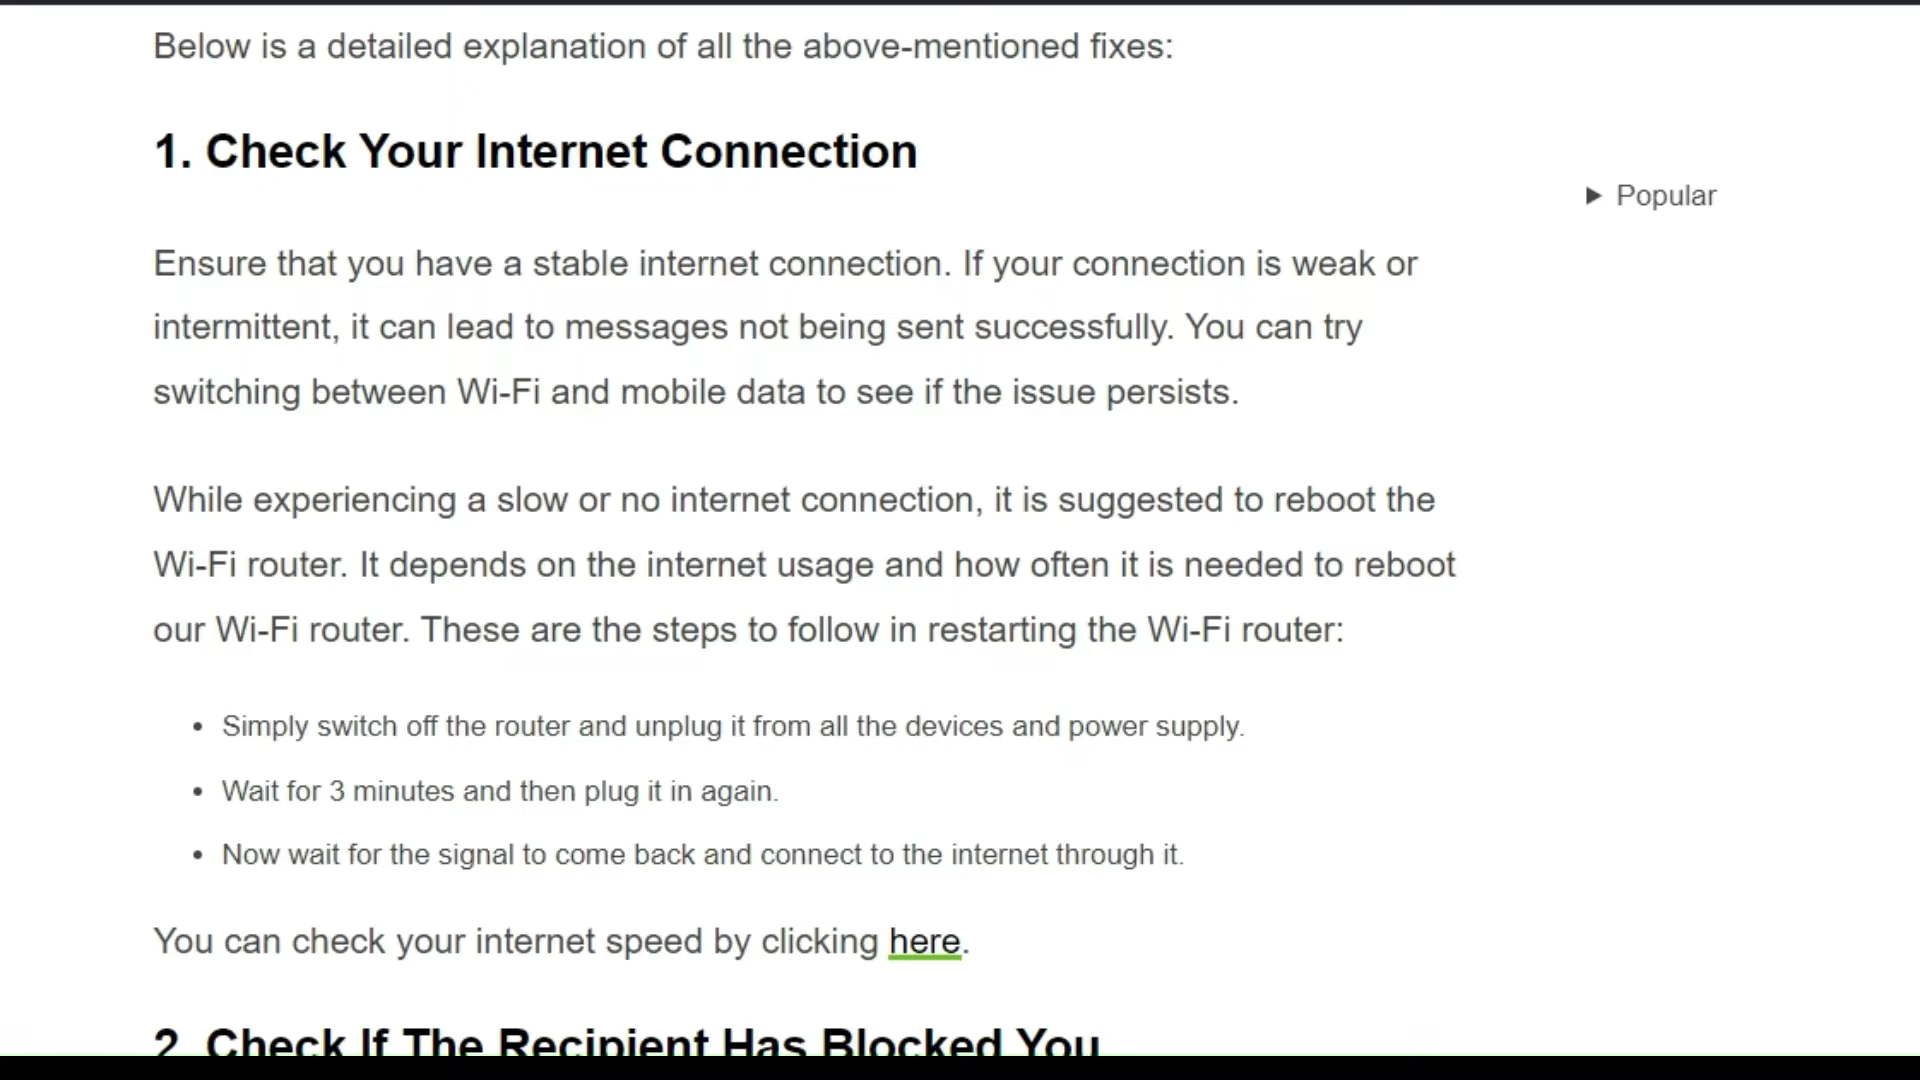 Below is a detailed explanation of all the above-mentioned fixes:
1. Check Your Internet Connection
Popular
Ensure that you have a stable internet connection. If your connection is weak or
intermittent, it can lead to messages not being sent successfully. You can try
switching between Wi-Fi and mobile data to see if the issue persists.
While experiencing a slow or no internet connection, it is suggested to reboot the
Wi-Fi router. It depends on the internet usage and how often it is needed to reboot
our Wi-Fi router. These are the steps to follow in restarting the Wi-Fi router:
• Simply switch off the router and unplug it from all the devices and power supply.
• Wait for 3 minutes and then plug it in again.
• Now wait for the signal to come back and connect to the internet through it.
You can check your internet speed by clicking here.
2. Check If The Recipient Has Blocked You